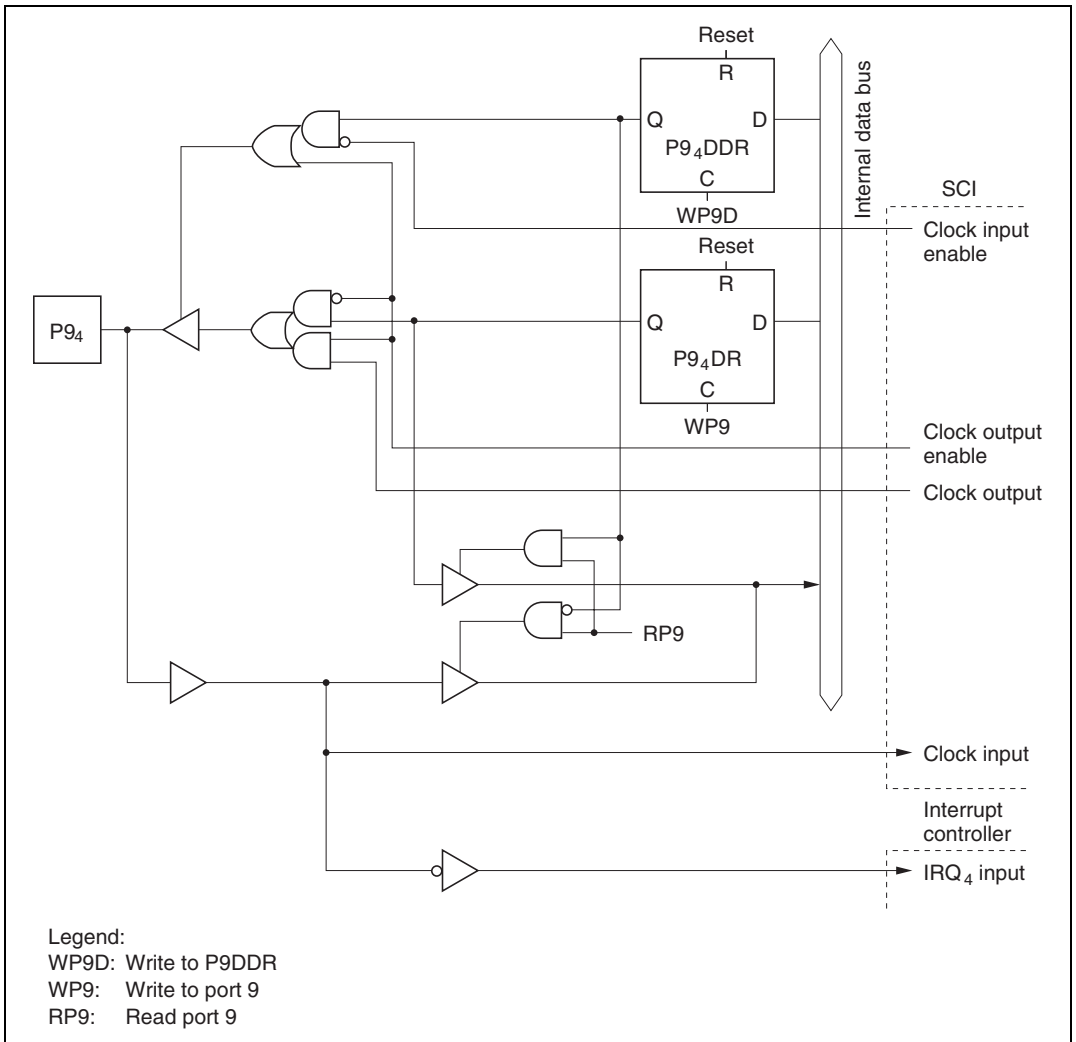 Reset
R
Q D
P9₄DDR
C
WP9D
Internal data bus
SCI
Clock input
enable
Reset
R
Q D
P9₄DR
C
WP9
P9₄
Clock output
enable
Clock output
RP9
Clock input
Interrupt
controller
IRQ₄ input
Legend:
WP9D: Write to P9DDR
WP9: Write to port 9
RP9: Read port 9